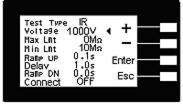 Test Type IR
Voltage 1000V
Max Lmt 0MΩ
Min Lmt 10MΩ
Ramp UP 0.1s
Delay 1.0s
Ramp DN 0.0s
Connect OFF
+
-
Enter
Esc